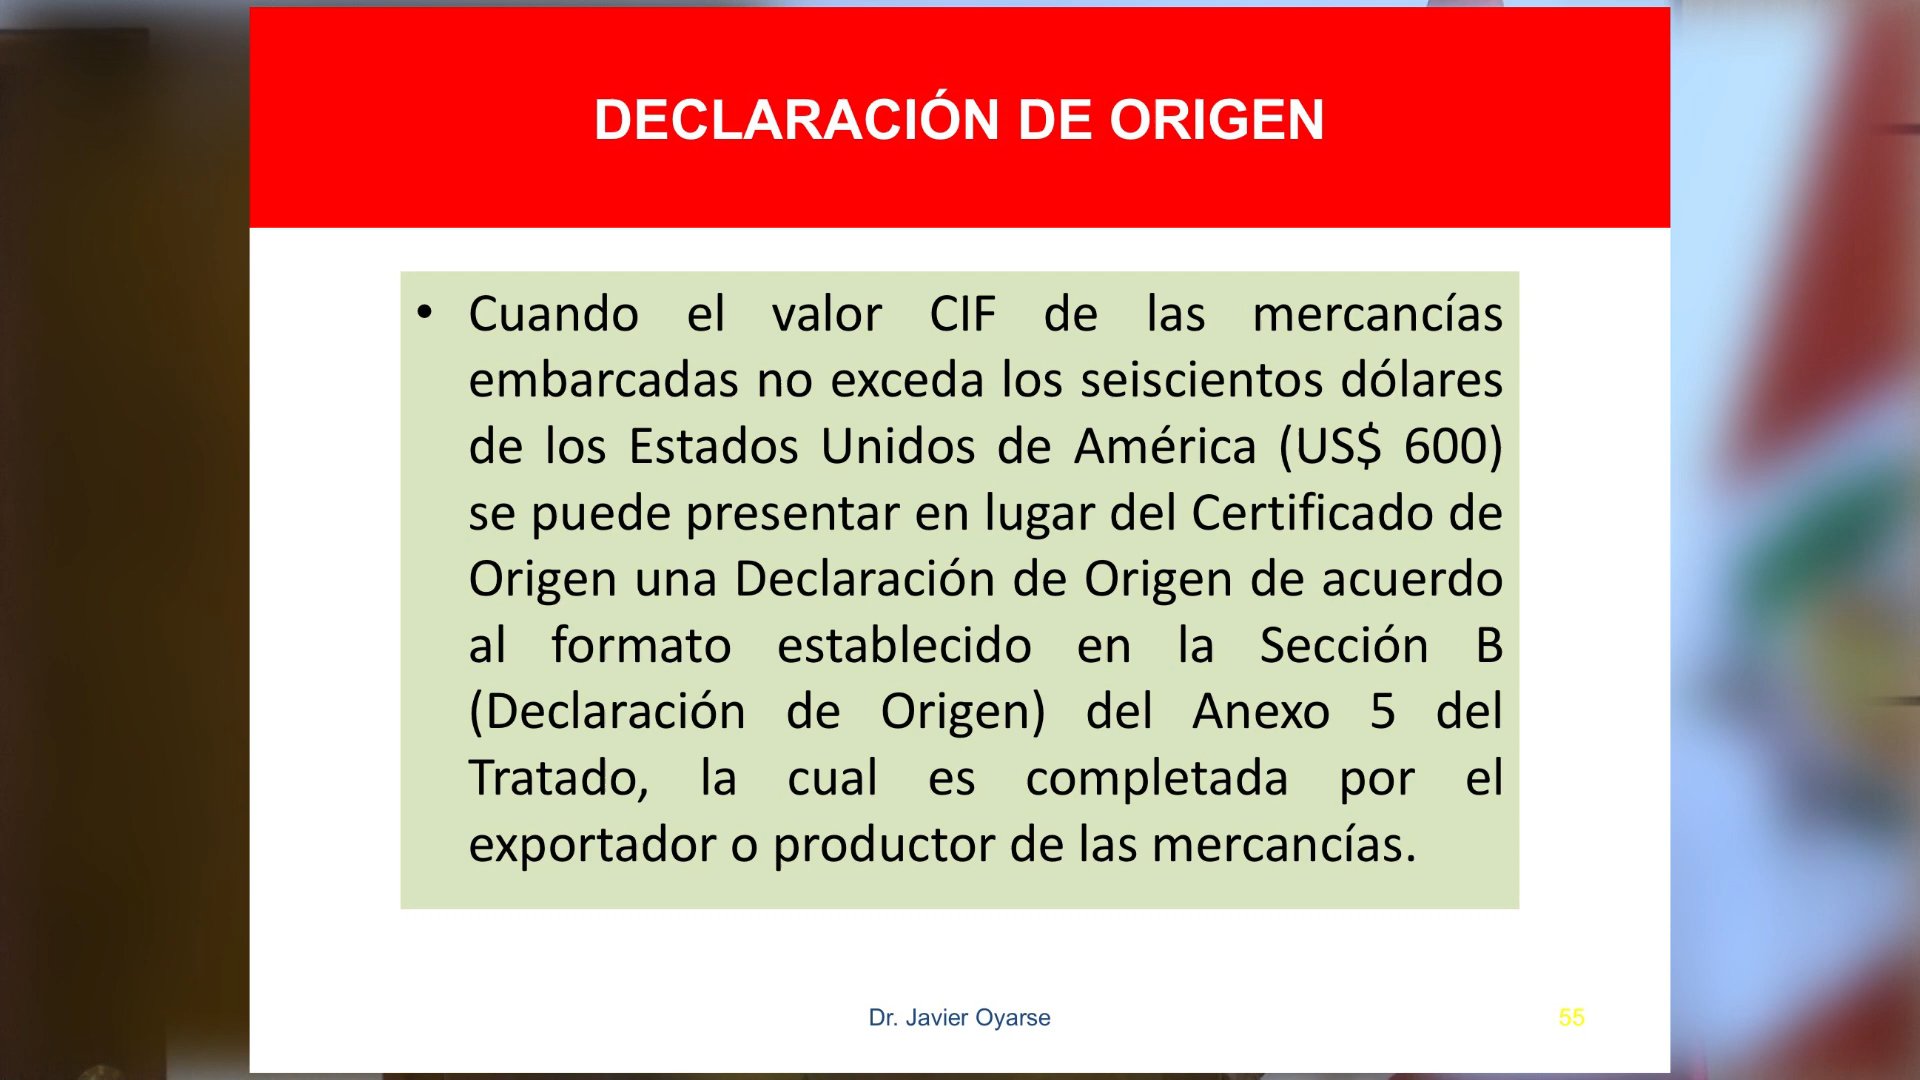 DECLARACIÓN DE ORIGEN
• Cuando el valor CIF de las mercancías
embarcadas no exceda los seiscientos dólares
de los Estados Unidos de América (US$ 600)
se puede presentar en lugar del Certificado de
Origen una Declaración de Origen de acuerdo
al formato establecido en la Sección B
(Declaración de Origen) del Anexo 5 del
Tratado, la cual es completada por el
exportador o productor de las mercancías.
Dr. Javier Oyarse
55